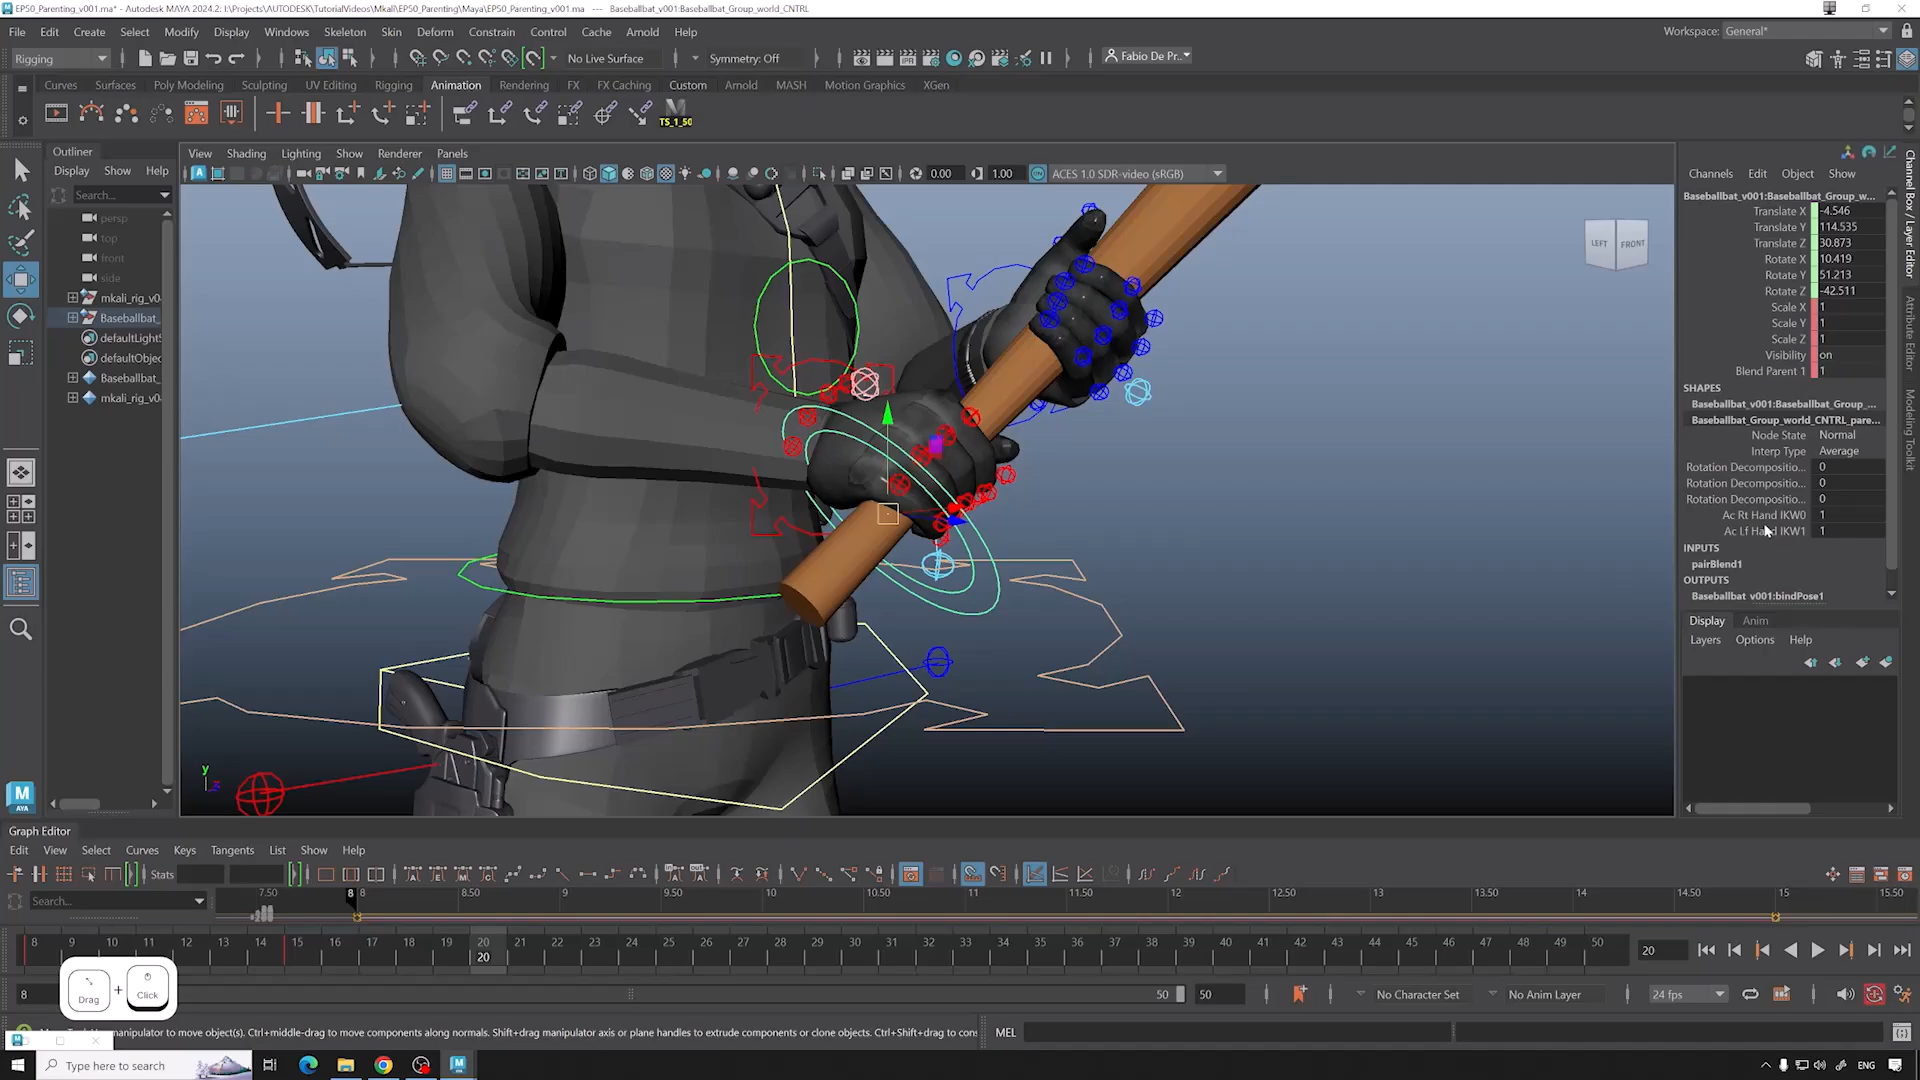 EP50_Parenting_v001.ma* - Autodesk MAYA 2024.2: I:\Projects\AUTODESK\TutorialVideos\Mkali\EP50_Parenting\Maya\EP50_Parenting_v001.ma --- Baseballbat_v001:Baseballbat_Group_world_CNTRL
File Edit Create Select Modify Display Windows Skeleton Skin Deform Constrain Control Cache Arnold Help
Workspace: General*
Rigging
No Live Surface
Symmetry: Off
Fabio De Pr...
Curves Surfaces Poly Modeling Sculpting UV Editing Rigging Animation Rendering FX FX Caching Custom Arnold MASH Motion Graphics XGen
TS_1_50
Outliner
Display Show Help
Search...
persp
top
front
side
mkali_rig_v0
Baseballbat_
defaultLightS
defaultObjec
Baseballbat_
mkali_rig_v0
View Shading Lighting Show Renderer Panels
0.00
1.00
ACES 1.0 SDR-video (sRGB)
LEFT FRONT
y
z
Channels Edit Object Show
Baseballbat_v001:Baseballbat_Group_w...
Translate X -4.546
Translate Y 114.535
Translate Z 30.873
Rotate X 10.419
Rotate Y 51.213
Rotate Z -42.511
Scale X 1
Scale Y 1
Scale Z 1
Visibility on
Blend Parent 1 1
SHAPES
Baseballbat_v001:Baseballbat_Group_...
Baseballbat_Group_world_CNTRL_pare...
Node State Normal
Interp Type Average
Rotation Decompositio... 0
Rotation Decompositio... 0
Rotation Decompositio... 0
Ac Rt Hand IKW0 1
Ac Lf Hand IKW1 1
INPUTS
pairBlend1
OUTPUTS
Baseballbat_v001:bindPose1
Display Anim
Layers Options Help
Channel Box / Layer Editor
Attribute Editor
Modeling Toolkit
Graph Editor
Edit View Select Curves Keys Tangents List Show Help
Stats
Search...
7.50 8 8 8.50 9 9.50 10 10.50 11 11.50 12 12.50 13 13.50 14 14.50 15 15.50
8 9 10 11 12 13 14 15 16 17 18 19 20 21 22 23 24 25 26 27 28 29 30 31 32 33 34 35 36 37 38 39 40 41 42 43 44 45 46 47 48 49 50
20
20
Drag + Click
8
50
50
No Character Set
No Anim Layer
24 fps
manipulator to move object(s). Ctrl+middle-drag to move components along normals. Shift+drag manipulator axis or plane handles to extrude components or clone objects. Ctrl+Shift+drag to con
MEL
Type here to search
ENG